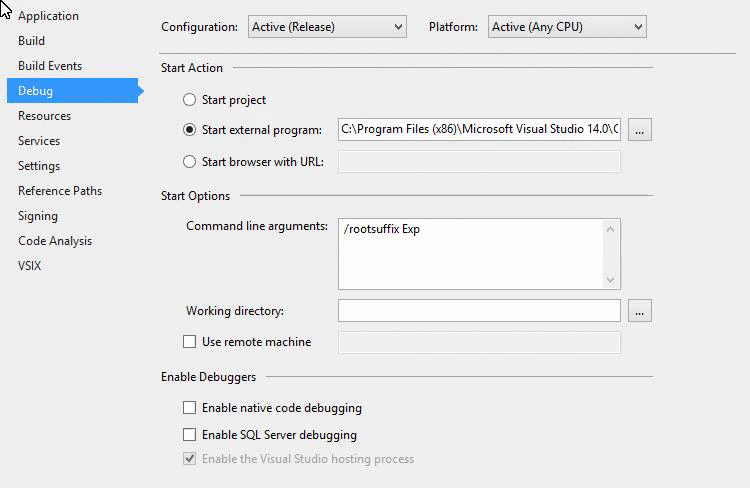 Application
Build
Build Events
Debug
Resources
Services
Settings
Reference Paths
Signing
Code Analysis
VSIX
Configuration: Active (Release) Platform: Active (Any CPU)
Start Action
Start project
Start external program: C:\Program Files (x86)\Microsoft Visual Studio 14.0\C ...
Start browser with URL:
Start Options
Command line arguments: /rootsuffix Exp
Working directory: ...
Use remote machine
Enable Debuggers
Enable native code debugging
Enable SQL Server debugging
Enable the Visual Studio hosting process